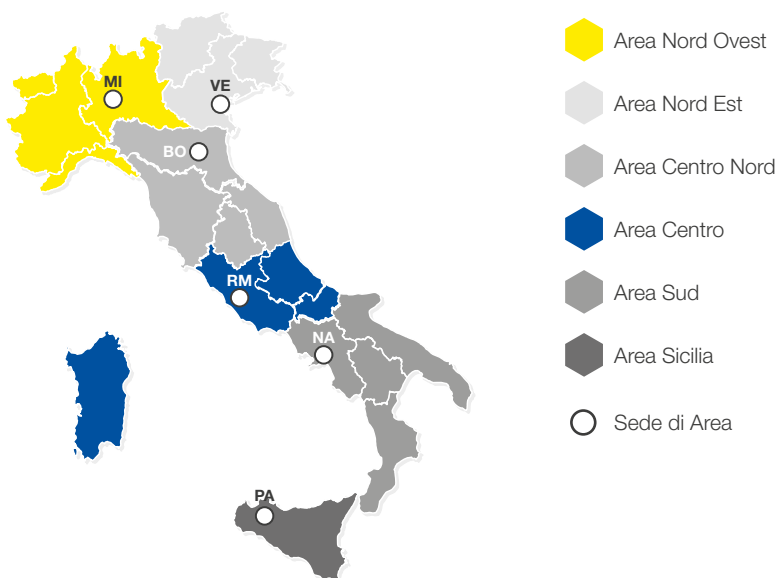 MI
VE
BO
RM
NA
PA
Area Nord Ovest
Area Nord Est
Area Centro Nord
Area Centro
Area Sud
Area Sicilia
Sede di Area